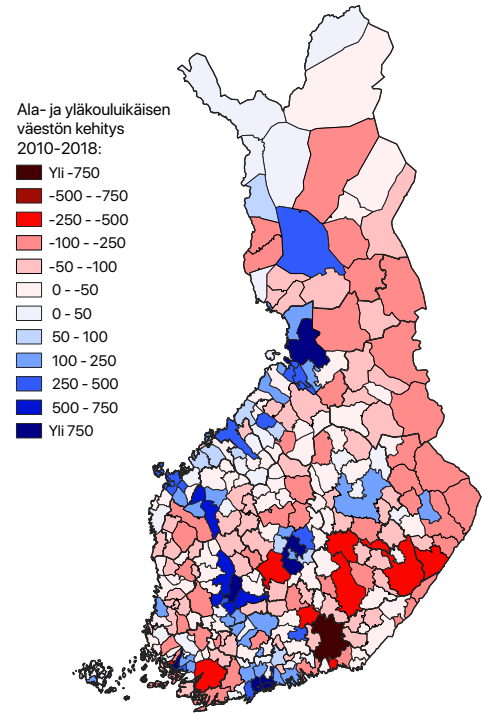 Ala- ja yläkouluikäisen
väestön kehitys
2010-2018:
Yli -750
-500 - -750
-250 - -500
-100 - -250
-50 - -100
0 - -50
0 - 50
50 - 100
100 - 250
250 - 500
500 - 750
Yli 750